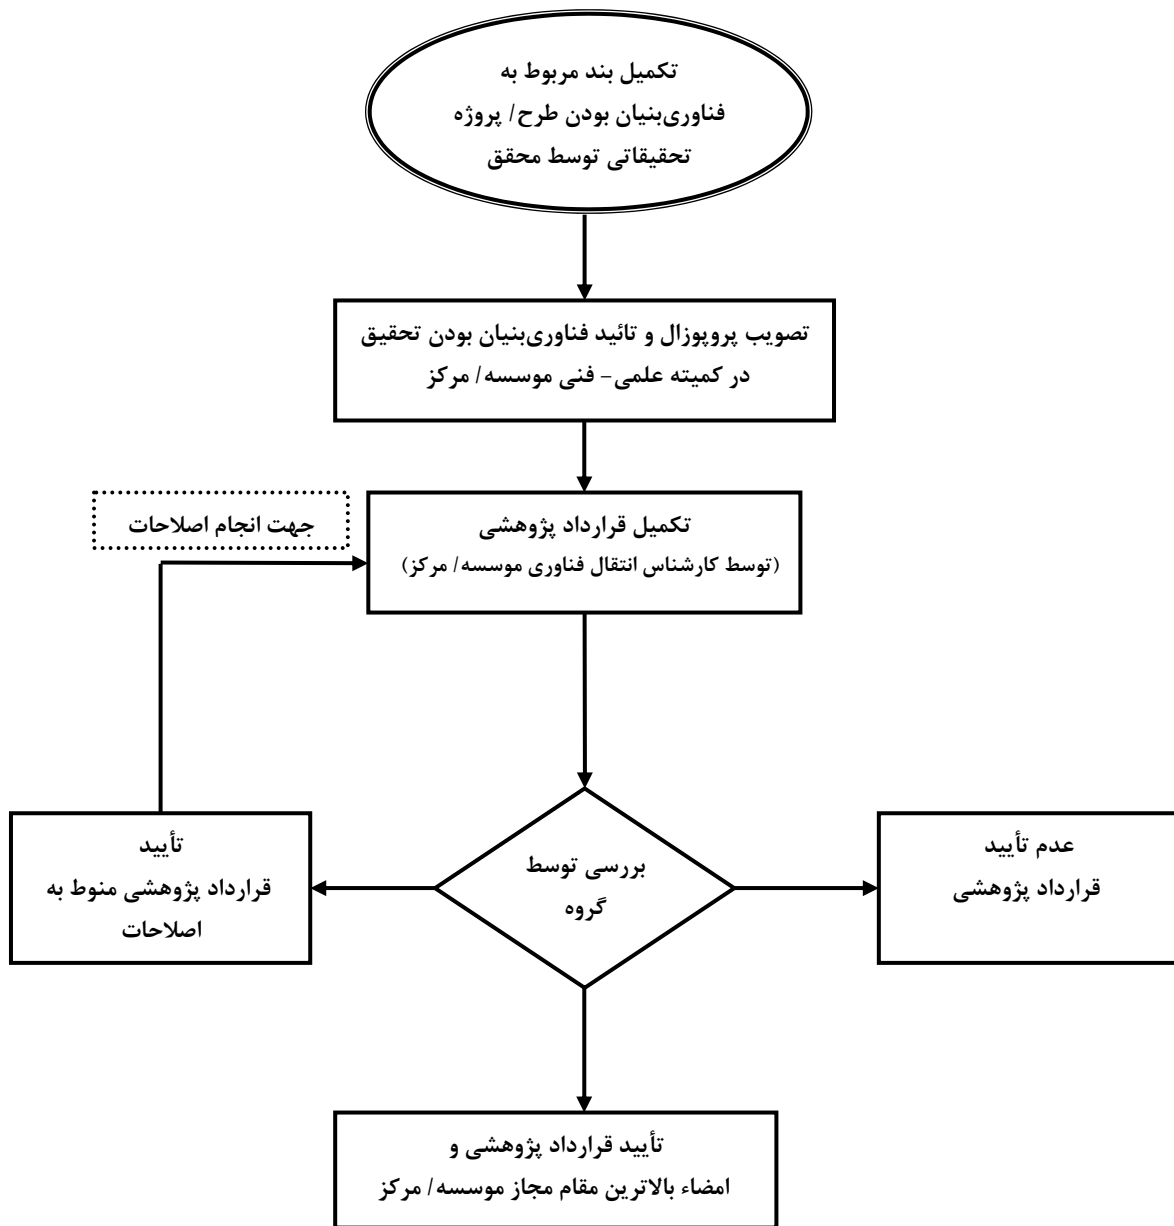 تکمیل بند مربوط به
فناوری‌بنیان بودن طرح/ پروژه
تحقیقاتی توسط محقق
تصویب پروپوزال و تائید فناوری‌بنیان بودن تحقیق
در کمیته علمی- فنی موسسه/ مرکز
جهت انجام اصلاحات
تکمیل قرارداد پژوهشی
(توسط کارشناس انتقال فناوری موسسه/ مرکز)
عدم تأیید
قرارداد پژوهشی
بررسی توسط
گروه
تأیید
قرارداد پژوهشی منوط به
اصلاحات
تأیید قرارداد پژوهشی و
امضاء بالاترین مقام مجاز موسسه/ مرکز